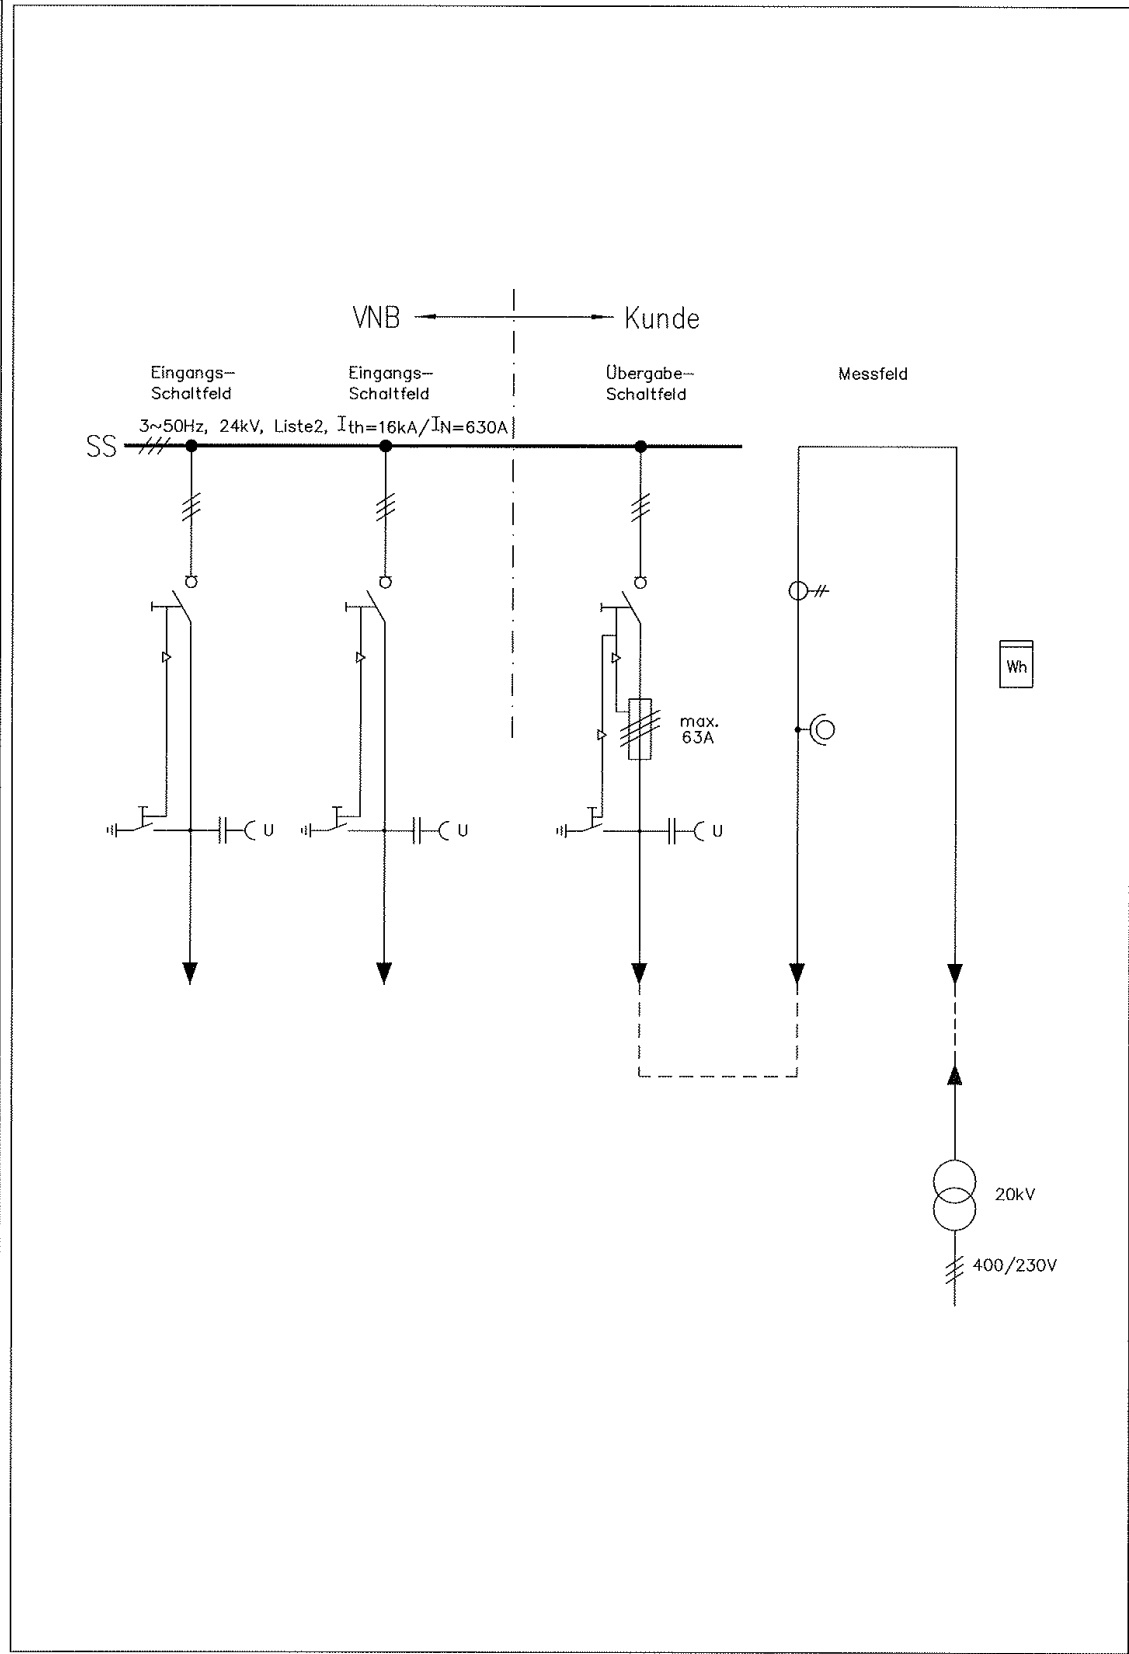 VNB
Kunde
Eingangs-
Schaltfeld
Eingangs-
Schaltfeld
Übergabe-
Schaltfeld
Messfeld
3~50Hz, 24kV, Liste2, Ith=16kA/IN=630A
SS
Wh
max.
63A
U
U
U
20kV
400/230V